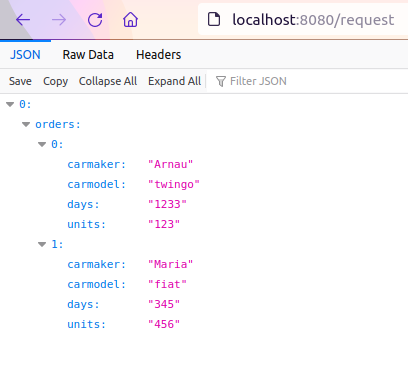 localhost:8080/request
JSON Raw Data Headers
Save Copy Collapse All Expand All Filter JSON
0:
orders:
0:
carmaker: "Arnau"
carmodel: "twingo"
days: "1233"
units: "123"
1:
carmaker: "Maria"
carmodel: "fiat"
days: "345"
units: "456"